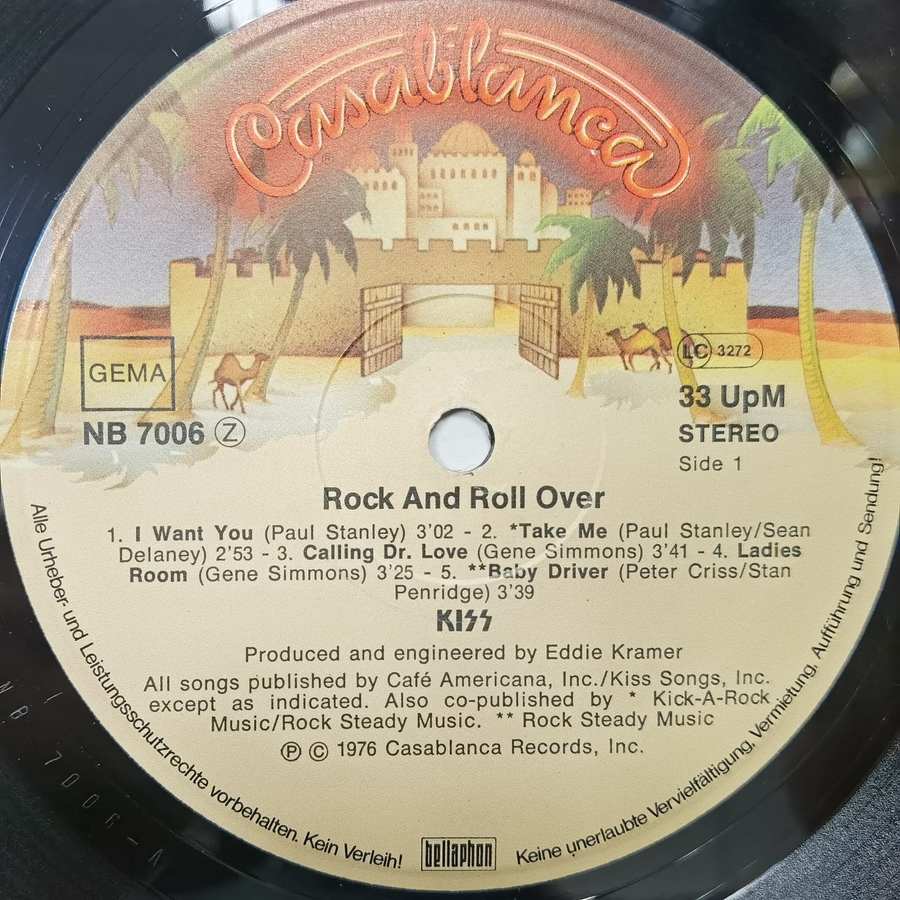 Casablanca
®
GEMA
NB 7006 Ⓩ
LC 3272
33 UpM
STEREO
Side 1
Rock And Roll Over
1. I Want You (Paul Stanley) 3'02 - 2. *Take Me (Paul Stanley/Sean
Delaney) 2'53 - 3. Calling Dr. Love (Gene Simmons) 3'41 - 4. Ladies
Room (Gene Simmons) 3'25 - 5. **Baby Driver (Peter Criss/Stan
Penridge) 3'39
KISS
Produced and engineered by Eddie Kramer
All songs published by Café Americana, Inc./Kiss Songs, Inc.
except as indicated. Also co-published by * Kick-A-Rock
Music/Rock Steady Music. ** Rock Steady Music
Ⓟ © 1976 Casablanca Records, Inc.
Alle Urheber- und Leistungsschutzrechte vorbehalten. Kein Verleih!
bellaphon
Keine unerlaubte Vervielfältigung, Vermietung, Aufführung und Sendung!
NB 7006-A